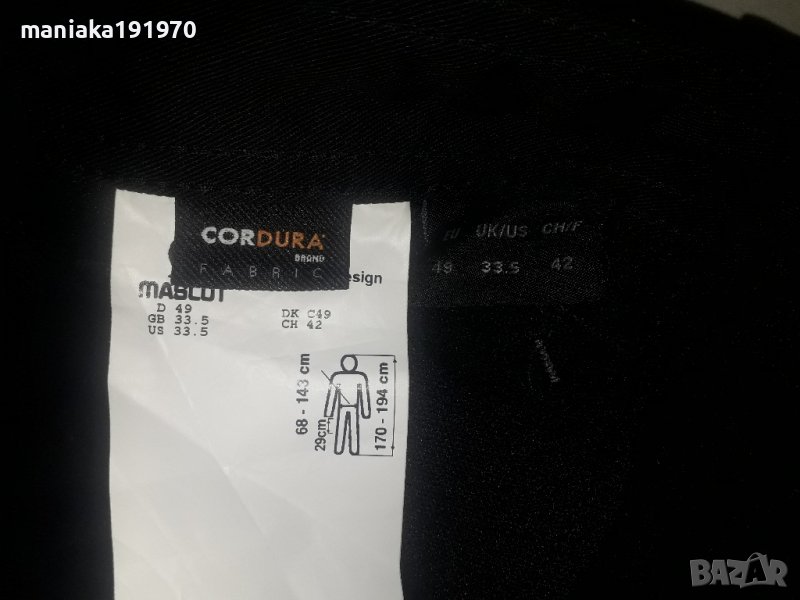 maniaka191970
CORDURA
BRAND
FABRIC
esign
MASCOT
D 49
GB 33.5
US 33.5
DK C49
CH 42
68 - 143 cm
29cm
170 - 194 cm
EU UK/US CH/F
49 33.5 42
BAZAR